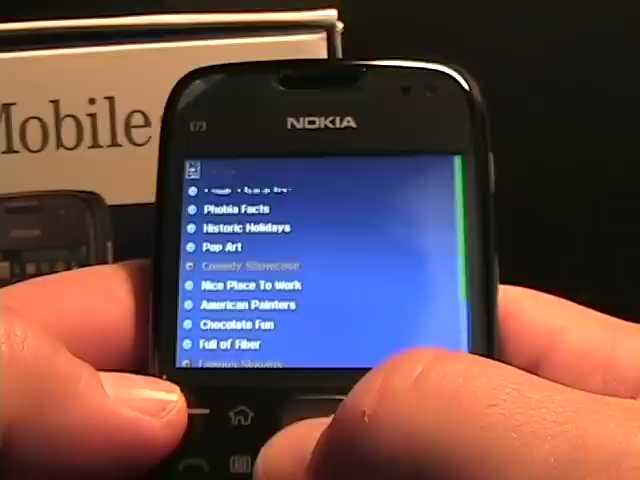 Mobile
E73
NOKIA
Phobia Facts
Historic Holidays
Pop Art
Comedy Showcase
Nice Place To Work
American Painters
Chocolate Fun
Full of Fiber